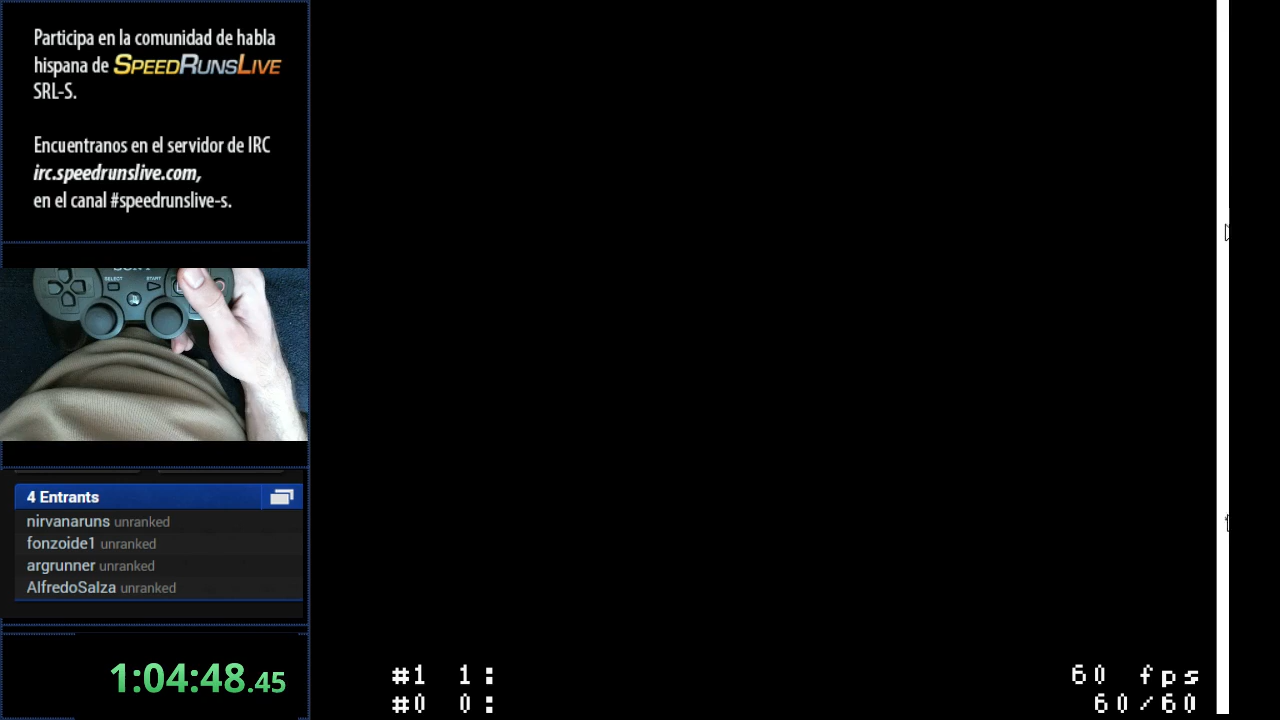 Participa en la comunidad de habla
hispana de SPEEDRUNSLIVE
SRL-S.
Encuentranos en el servidor de IRC
irc.speedrunslive.com,
en el canal #speedrunslive-s.
SELECT START
4 Entrants
nirvanaruns unranked
fonzoide1 unranked
argrunner unranked
AlfredoSalza unranked
1:04:48.45
#1 1:
#0 0:
60 fps
60/60